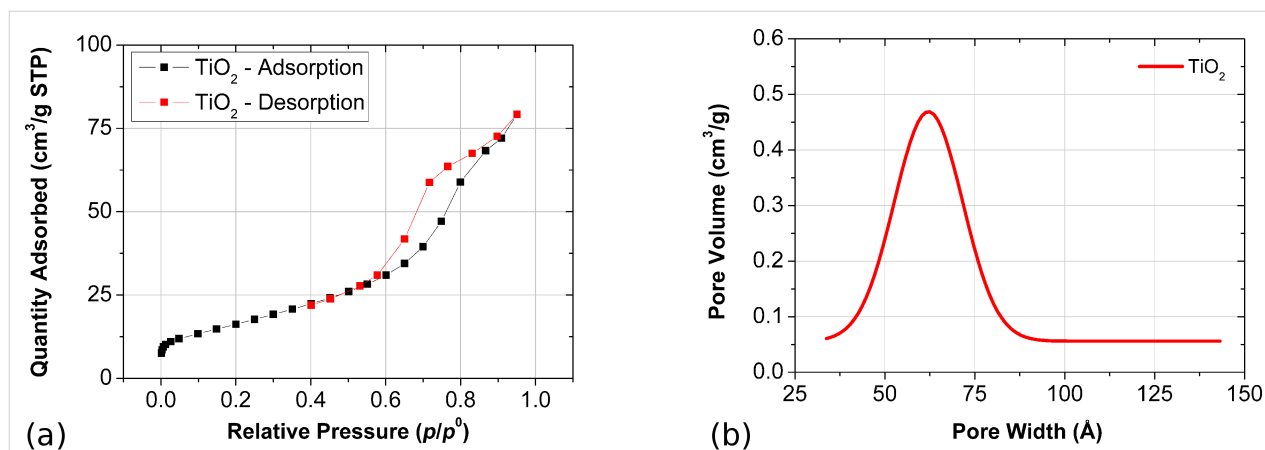 100
75
50
25
0
Quantity Adsorbed (cm³/g STP)
TiO₂ - Adsorption
TiO₂ - Desorption
0.0 0.2 0.4 0.6 0.8 1.0
Relative Pressure (p/p⁰)
(a)
0.6
0.5
0.4
0.3
0.2
0.1
0.0
Pore Volume (cm³/g)
TiO₂
25 50 75 100 125 150
Pore Width (Å)
(b)